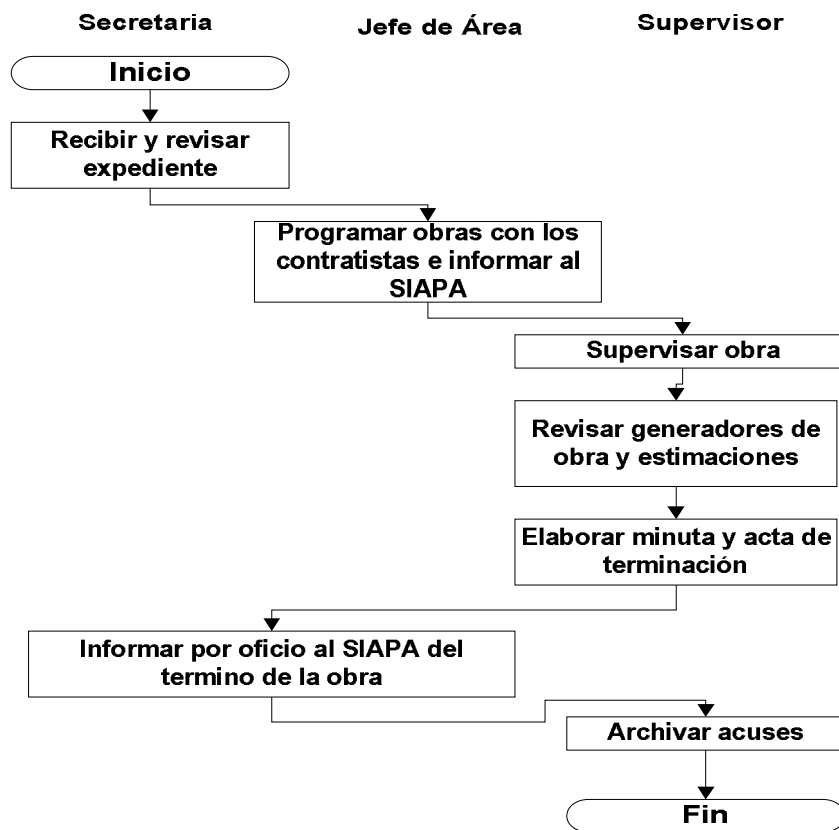 Secretaria
Jefe de Área
Supervisor
Inicio
Recibir y revisar
expediente
Programar obras con los
contratistas e informar al
SIAPA
Supervisar obra
Revisar generadores de
obra y estimaciones
Elaborar minuta y acta de
terminación
Informar por oficio al SIAPA del
termino de la obra
Archivar acuses
Fin